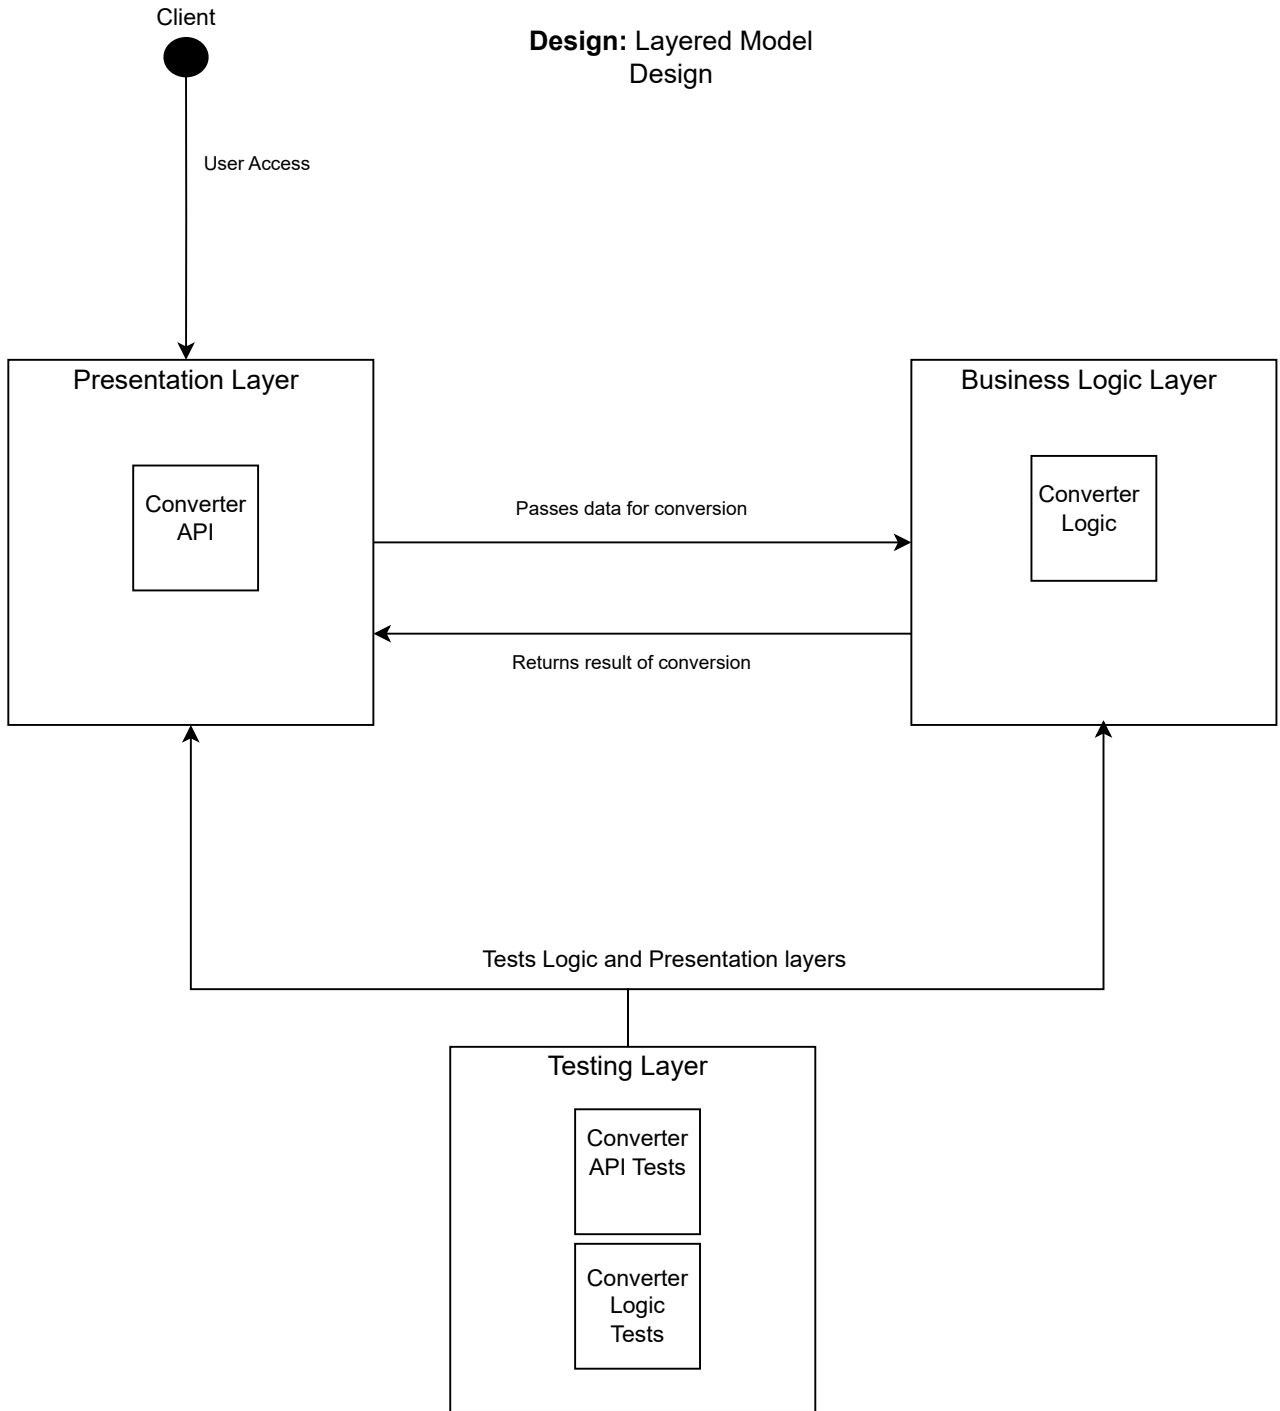 Client
Design: Layered Model
Design
User Access
Presentation Layer
Business Logic Layer
Converter
API
Passes data for conversion
Converter
Logic
Returns result of conversion
Tests Logic and Presentation layers
Testing Layer
Converter
API Tests
Converter
Logic
Tests